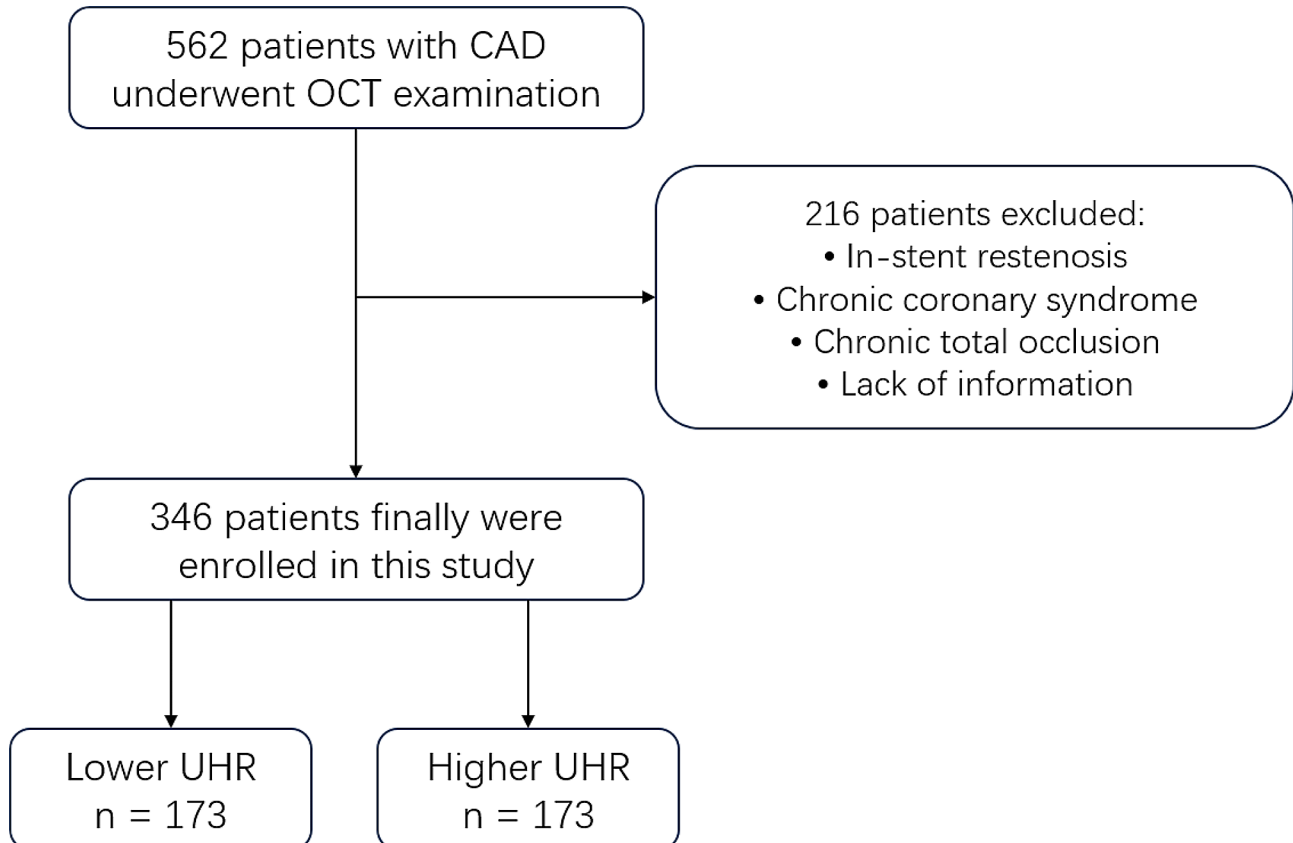 562 patients with CAD
underwent OCT examination
216 patients excluded:
• In-stent restenosis
• Chronic coronary syndrome
• Chronic total occlusion
• Lack of information
346 patients finally were
enrolled in this study
Lower UHR
n = 173
Higher UHR
n = 173